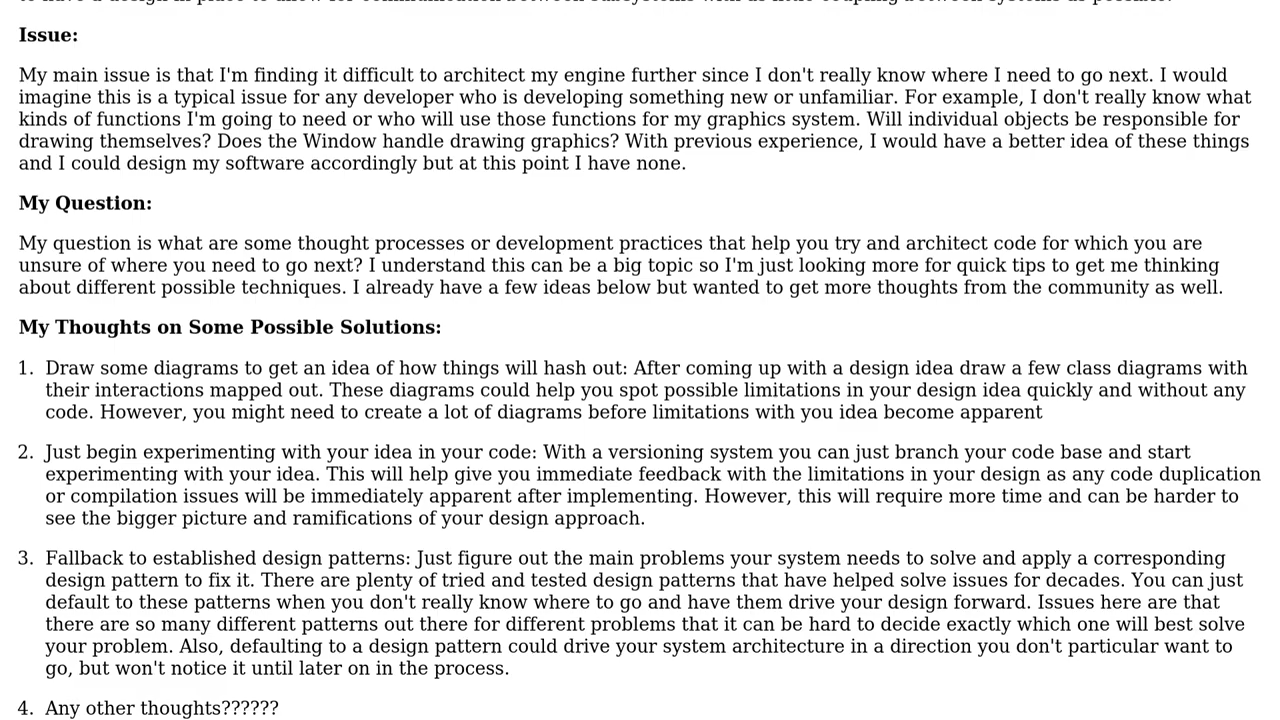 Issue:
My main issue is that I'm finding it difficult to architect my engine further since I don't really know where I need to go next. I would
imagine this is a typical issue for any developer who is developing something new or unfamiliar. For example, I don't really know what
kinds of functions I'm going to need or who will use those functions for my graphics system. Will individual objects be responsible for
drawing themselves? Does the Window handle drawing graphics? With previous experience, I would have a better idea of these things
and I could design my software accordingly but at this point I have none.
My Question:
My question is what are some thought processes or development practices that help you try and architect code for which you are
unsure of where you need to go next? I understand this can be a big topic so I'm just looking more for quick tips to get me thinking
about different possible techniques. I already have a few ideas below but wanted to get more thoughts from the community as well.
My Thoughts on Some Possible Solutions:
1. Draw some diagrams to get an idea of how things will hash out: After coming up with a design idea draw a few class diagrams with
their interactions mapped out. These diagrams could help you spot possible limitations in your design idea quickly and without any
code. However, you might need to create a lot of diagrams before limitations with you idea become apparent
2. Just begin experimenting with your idea in your code: With a versioning system you can just branch your code base and start
experimenting with your idea. This will help give you immediate feedback with the limitations in your design as any code duplication
or compilation issues will be immediately apparent after implementing. However, this will require more time and can be harder to
see the bigger picture and ramifications of your design approach.
3. Fallback to established design patterns: Just figure out the main problems your system needs to solve and apply a corresponding
design pattern to fix it. There are plenty of tried and tested design patterns that have helped solve issues for decades. You can just
default to these patterns when you don't really know where to go and have them drive your design forward. Issues here are that
there are so many different patterns out there for different problems that it can be hard to decide exactly which one will best solve
your problem. Also, defaulting to a design pattern could drive your system architecture in a direction you don't particular want to
go, but won't notice it until later on in the process.
4. Any other thoughts??????